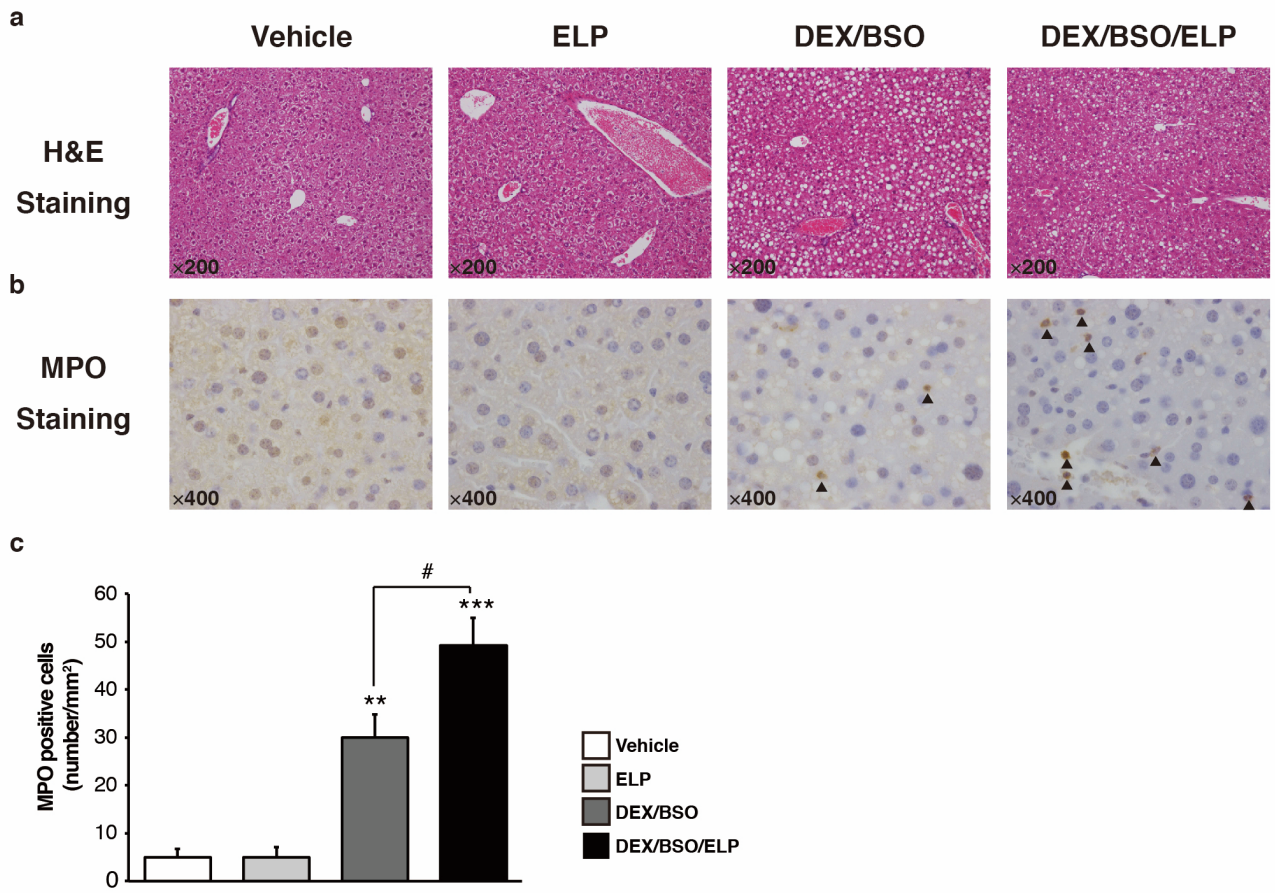 a
Vehicle ELP DEX/BSO DEX/BSO/ELP
H&E
Staining
×200 ×200 ×200 ×200
b
MPO
Staining
×400 ×400 ×400 ×400
c
#
***
**
60
50
40
30
20
10
0
MPO positive cells
(number/mm²)
Vehicle
ELP
DEX/BSO
DEX/BSO/ELP